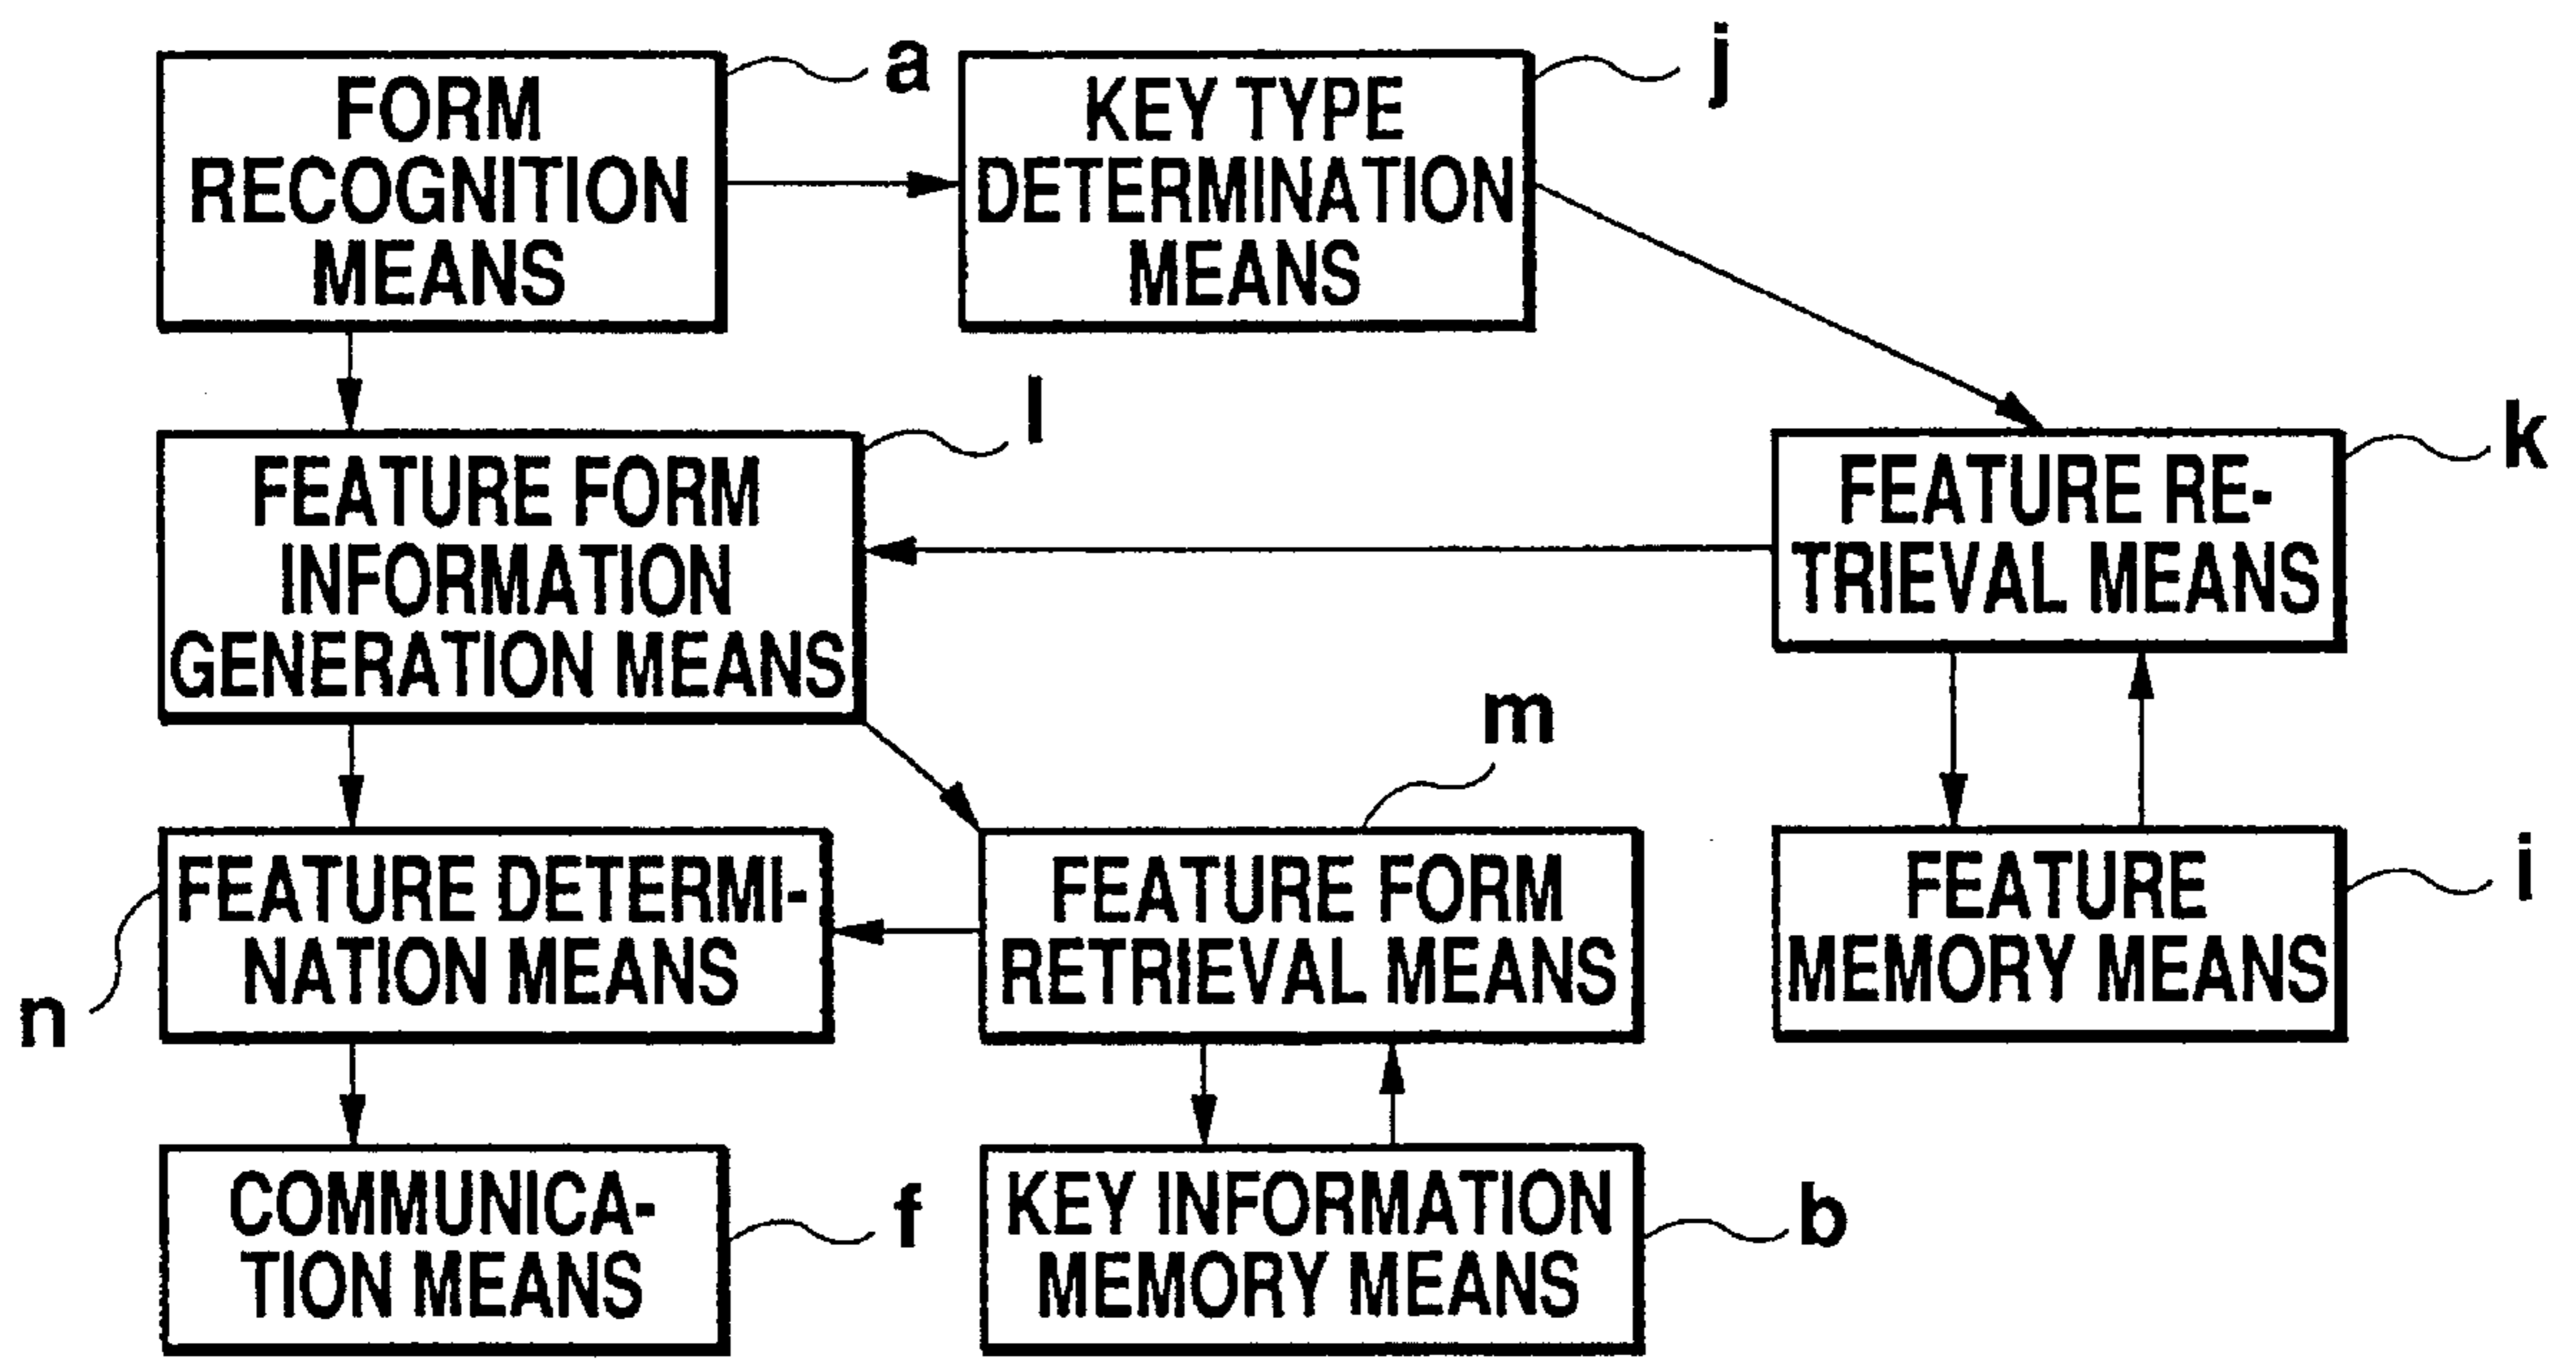 FORM
RECOGNITION
MEANS
a
KEY TYPE
DETERMINATION
MEANS
j
FEATURE FORM
INFORMATION
GENERATION MEANS
l
FEATURE RE-
TRIEVAL MEANS
k
FEATURE DETERMI-
NATION MEANS
n
FEATURE FORM
RETRIEVAL MEANS
m
FEATURE
MEMORY MEANS
i
COMMUNICA-
TION MEANS
f
KEY INFORMATION
MEMORY MEANS
b